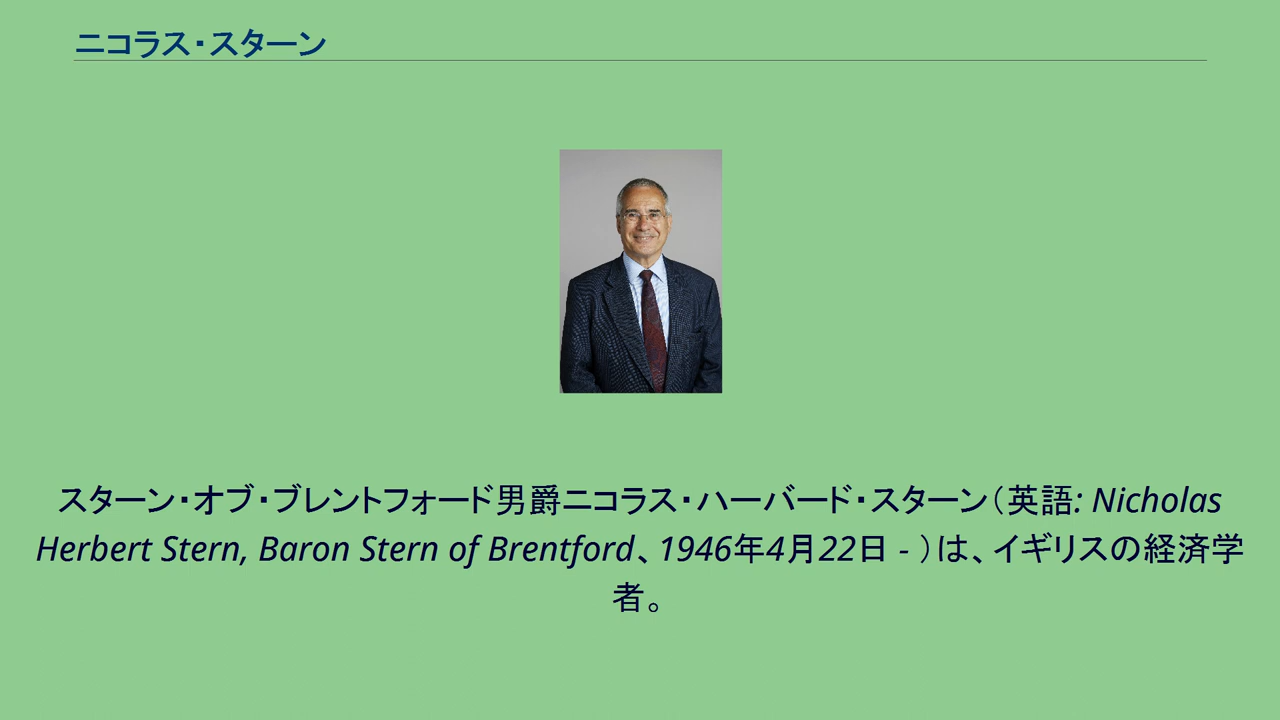 ニコラス・スターン
スターン・オブ・ブレントフォード男爵ニコラス・ハーバード・スターン（英語: Nicholas
Herbert Stern, Baron Stern of Brentford、1946年4月22日 - ）は、イギリスの経済学
者。